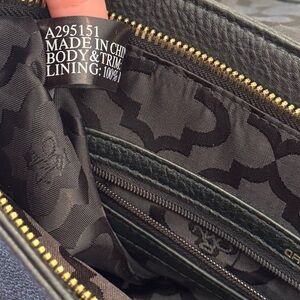 A295151
MADE IN CHI
BODY & TRIM:
LINING: 100%